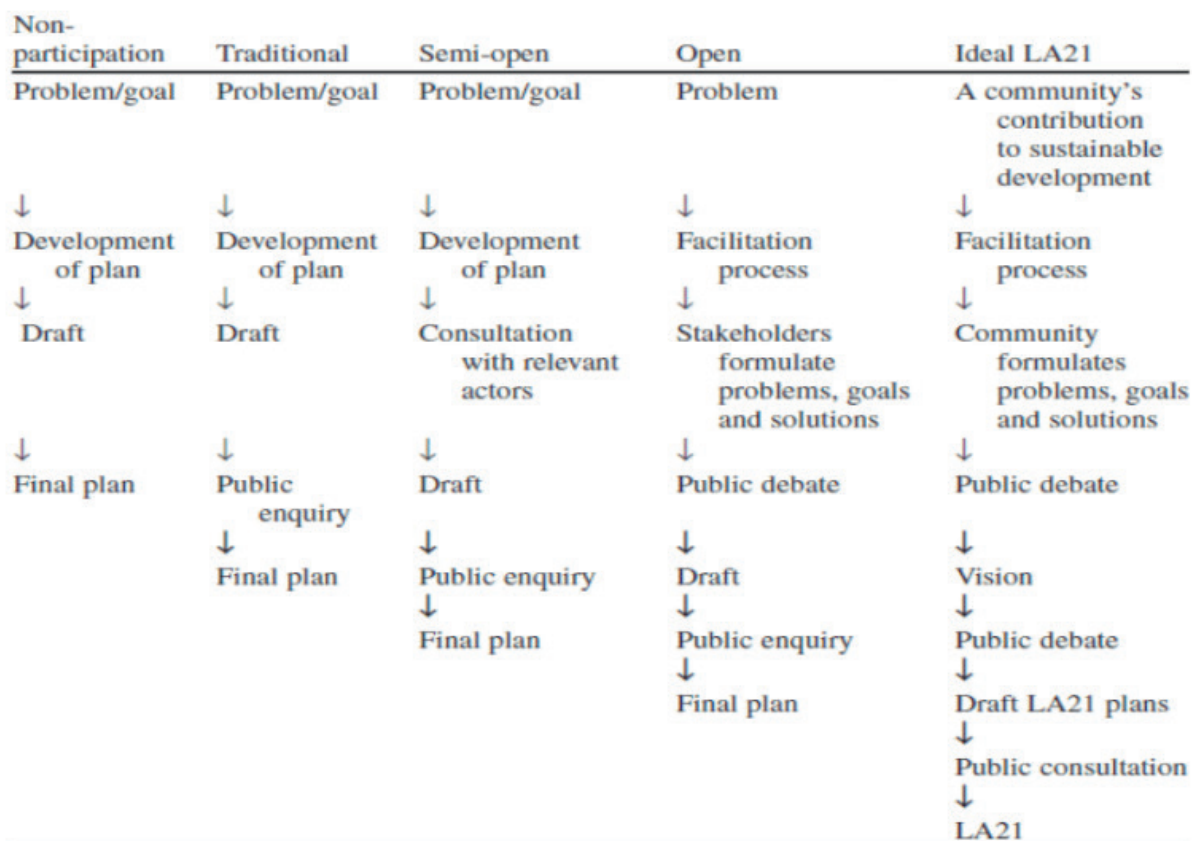 Non-
participation Traditional Semi-open Open Ideal LA21
Problem/goal Problem/goal Problem/goal Problem A community's
contribution
to sustainable
development
↓ ↓ ↓ ↓ ↓
Development Development Development Facilitation Facilitation
of plan of plan of plan process process
↓ ↓ ↓ ↓ ↓
Draft Draft Consultation Stakeholders Community
with relevant formulate formulates
actors problems, goals problems, goals
and solutions and solutions
↓ ↓ ↓ ↓ ↓
Final plan Public Draft Public debate Public debate
enquiry
↓ ↓ ↓ ↓
Final plan Public enquiry Draft Vision
↓ ↓ ↓
Final plan Public enquiry Public debate
↓ ↓
Final plan Draft LA21 plans
↓
Public consultation
↓
LA21